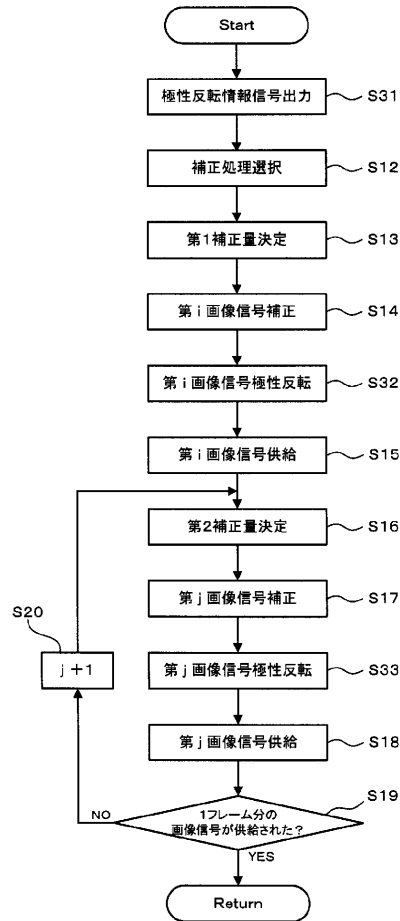 Start
極性反転情報信号出力
S31
補正処理選択
S12
第1補正量決定
S13
第i画像信号補正
S14
第i画像信号極性反転
S32
第i画像信号供給
S15
第2補正量決定
S16
第j画像信号補正
S17
S20
j+1
第j画像信号極性反転
S33
第j画像信号供給
S18
S19
1フレーム分の
画像信号が供給された?
NO
YES
Return